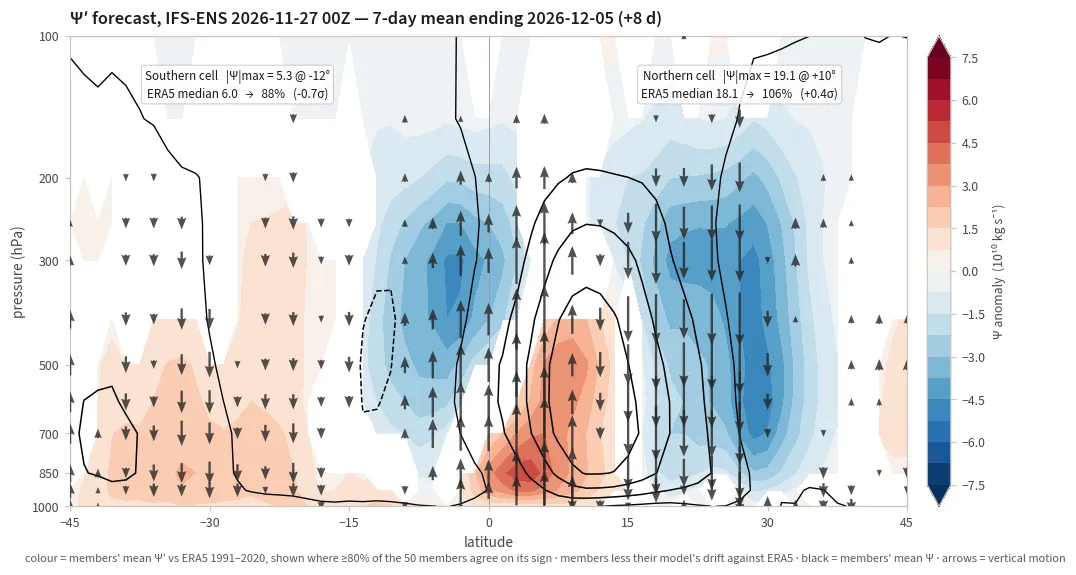 Ψ′ forecast, IFS-ENS 2026-11-27 00Z — 7-day mean ending 2026-12-05 (+8 d)
100
200
300
400
500
700
850
1000
pressure (hPa)
Southern cell |Ψ|max = 5.3 @ -12°
ERA5 median 6.0 → 88% (-0.7σ)
Northern cell |Ψ|max = 19.1 @ +10°
ERA5 median 18.1 → 106% (+0.4σ)
−45
−30
−15
0
15
30
45
latitude
7.5
6.0
4.5
3.0
1.5
0.0
−1.5
−3.0
−4.5
−6.0
−7.5
Ψ anomaly (10¹⁰ kg s⁻¹)
colour = members' mean Ψ′ vs ERA5 1991–2020, shown where ≥80% of the 50 members agree on its sign · members less their model's drift against ERA5 · black = members' mean Ψ · arrows = vertical motion